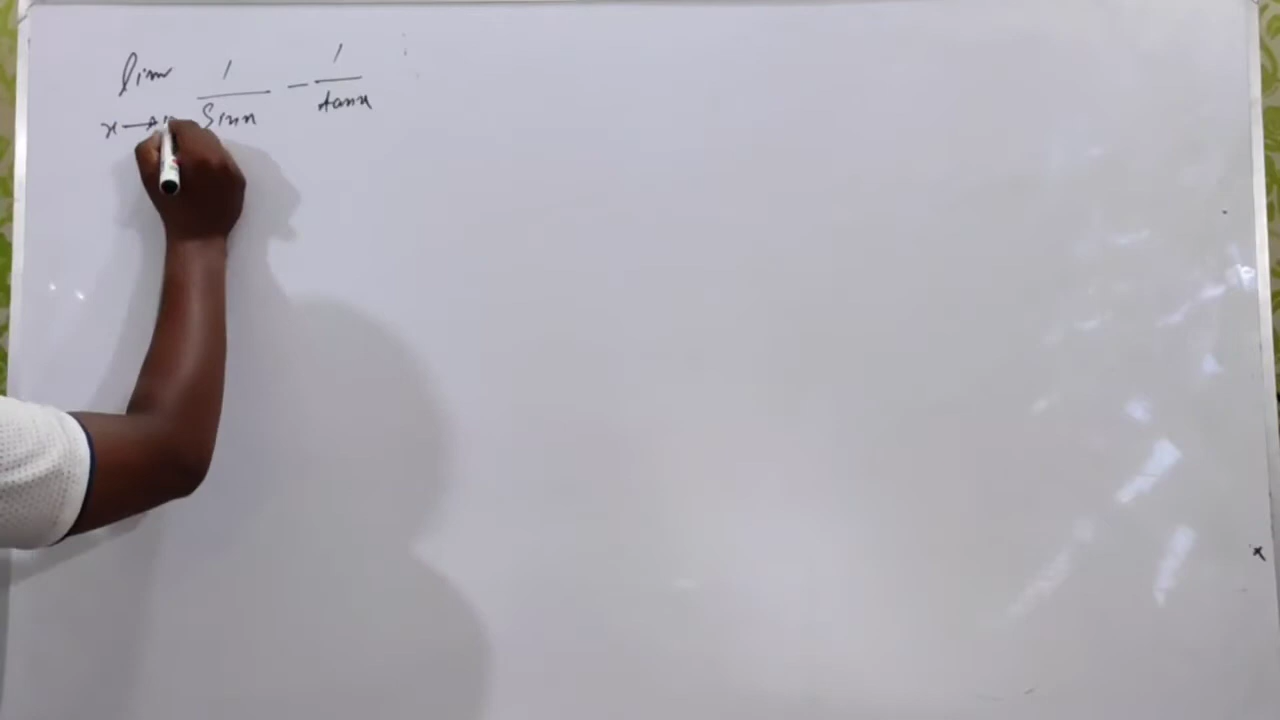 lim 1/Sinx - 1/tanx
x→